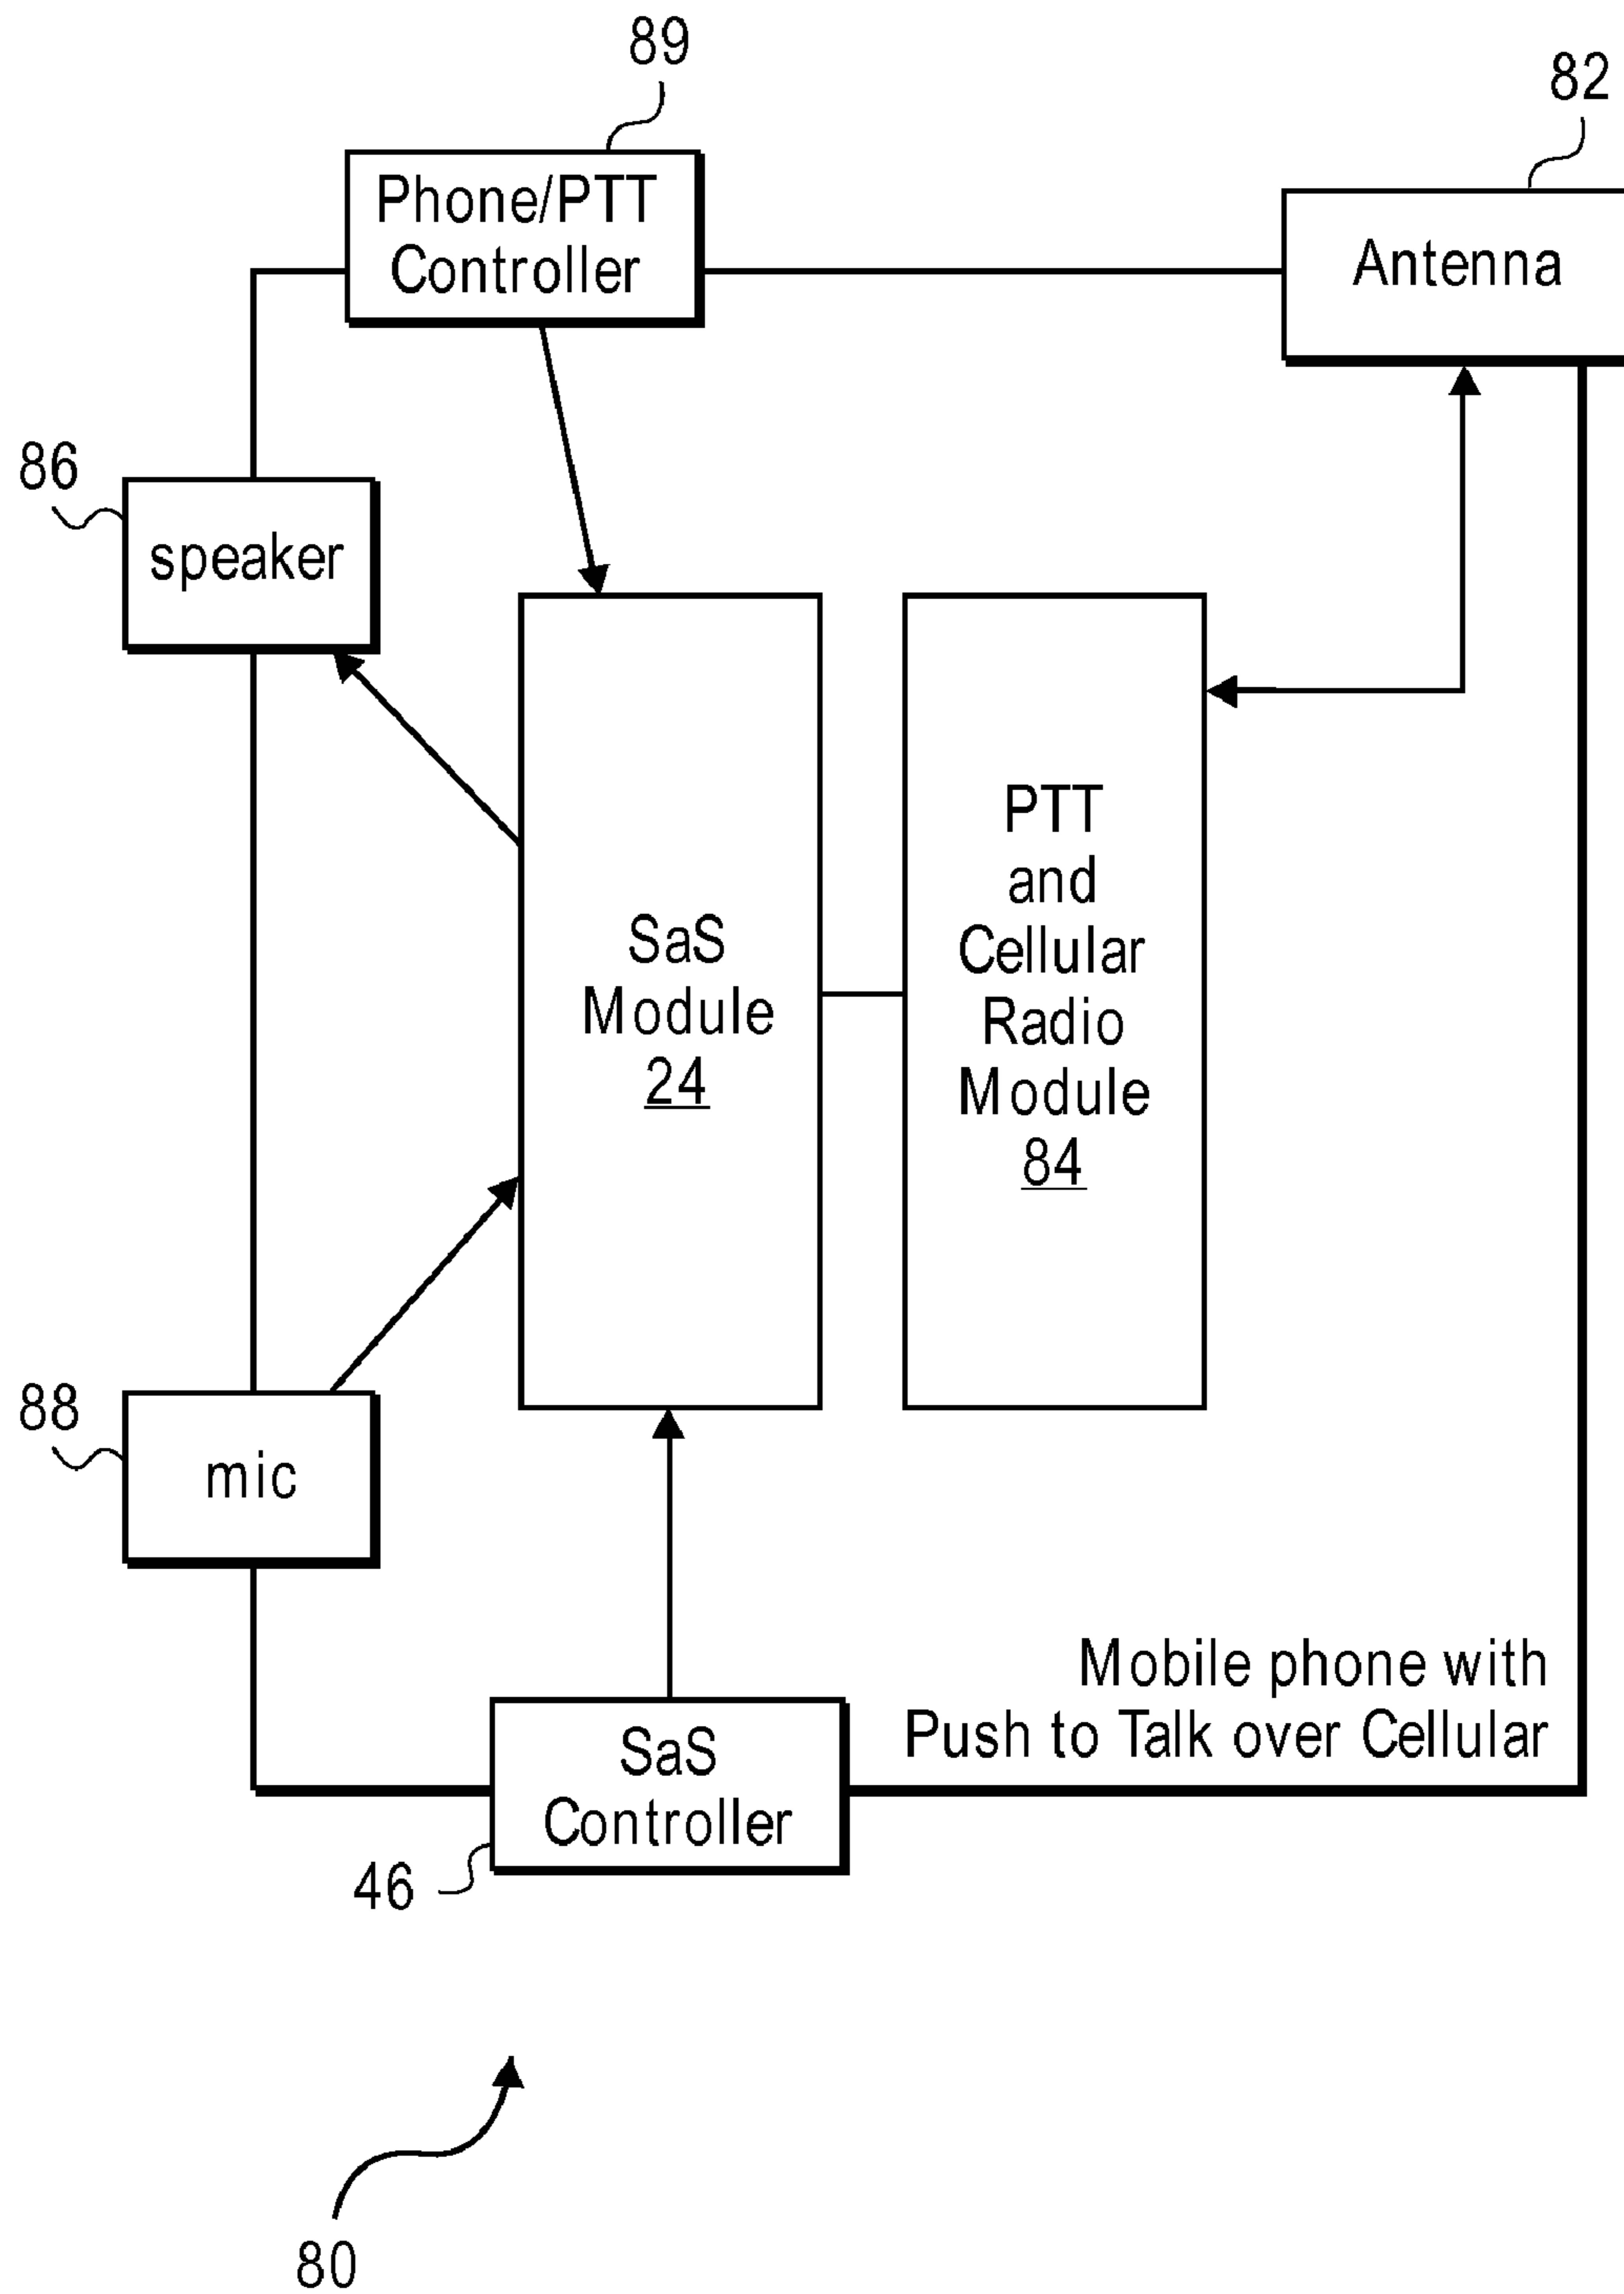 89
82
Phone/PTT
Controller
Antenna
86
speaker
SaS
Module
24
PTT
and
Cellular
Radio
Module
84
88
mic
Mobile phone with
Push to Talk over Cellular
SaS
Controller
46
80